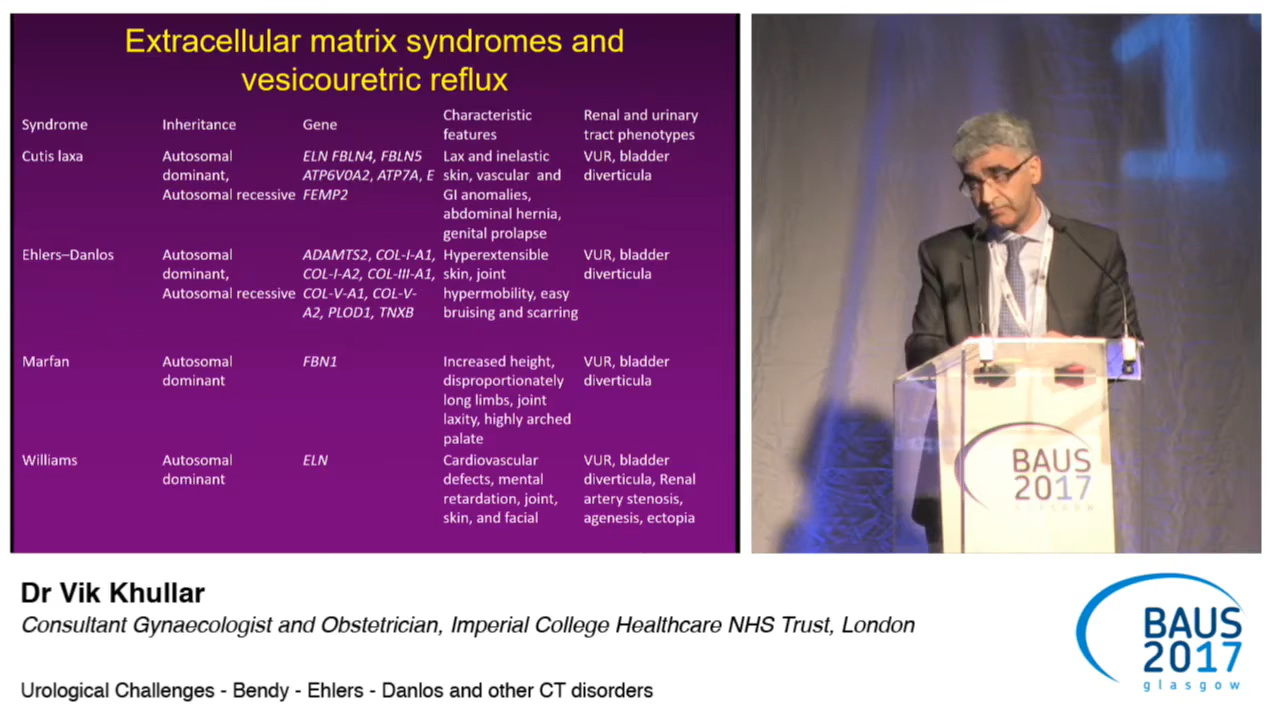 Extracellular matrix syndromes and
vesicouretric reflux
Syndrome Inheritance Gene Characteristic features Renal and urinary tract phenotypes
Cutis laxa
Autosomal
dominant,
Autosomal recessive
ELN FBLN4, FBLN5
ATP6V0A2, ATP7A, E
FEMP2
Lax and inelastic
skin, vascular and
GI anomalies,
abdominal hernia,
genital prolapse
VUR, bladder
diverticula
Ehlers–Danlos
Autosomal
dominant,
Autosomal recessive
ADAMTS2, COL-I-A1,
COL-I-A2, COL-III-A1,
COL-V-A1, COL-V-
A2, PLOD1, TNXB
Hyperextensible
skin, joint
hypermobility, easy
bruising and scarring
VUR, bladder
diverticula
Marfan
Autosomal
dominant
FBN1
Increased height,
disproportionately
long limbs, joint
laxity, highly arched
palate
VUR, bladder
diverticula
Williams
Autosomal
dominant
ELN
Cardiovascular
defects, mental
retardation, joint,
skin, and facial
VUR, bladder
diverticula, Renal
artery stenosis,
agenesis, ectopia
1
BAUS
2017
Dr Vik Khullar
Consultant Gynaecologist and Obstetrician, Imperial College Healthcare NHS Trust, London
Urological Challenges - Bendy - Ehlers - Danlos and other CT disorders
BAUS
2017
glasgow